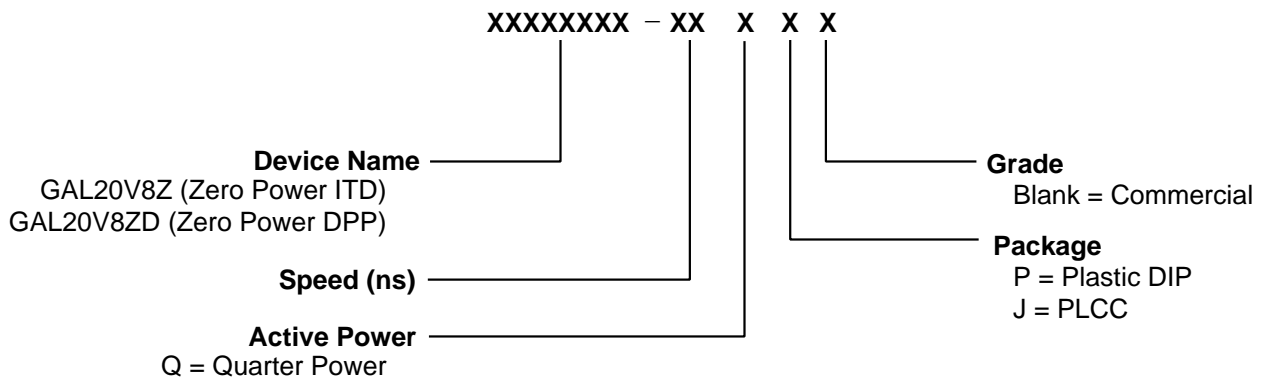 XXXXXXXX – XX X X X
Device Name
GAL20V8Z (Zero Power ITD)
GAL20V8ZD (Zero Power DPP)
Speed (ns)
Active Power
Q = Quarter Power
Grade
Blank = Commercial
Package
P = Plastic DIP
J = PLCC